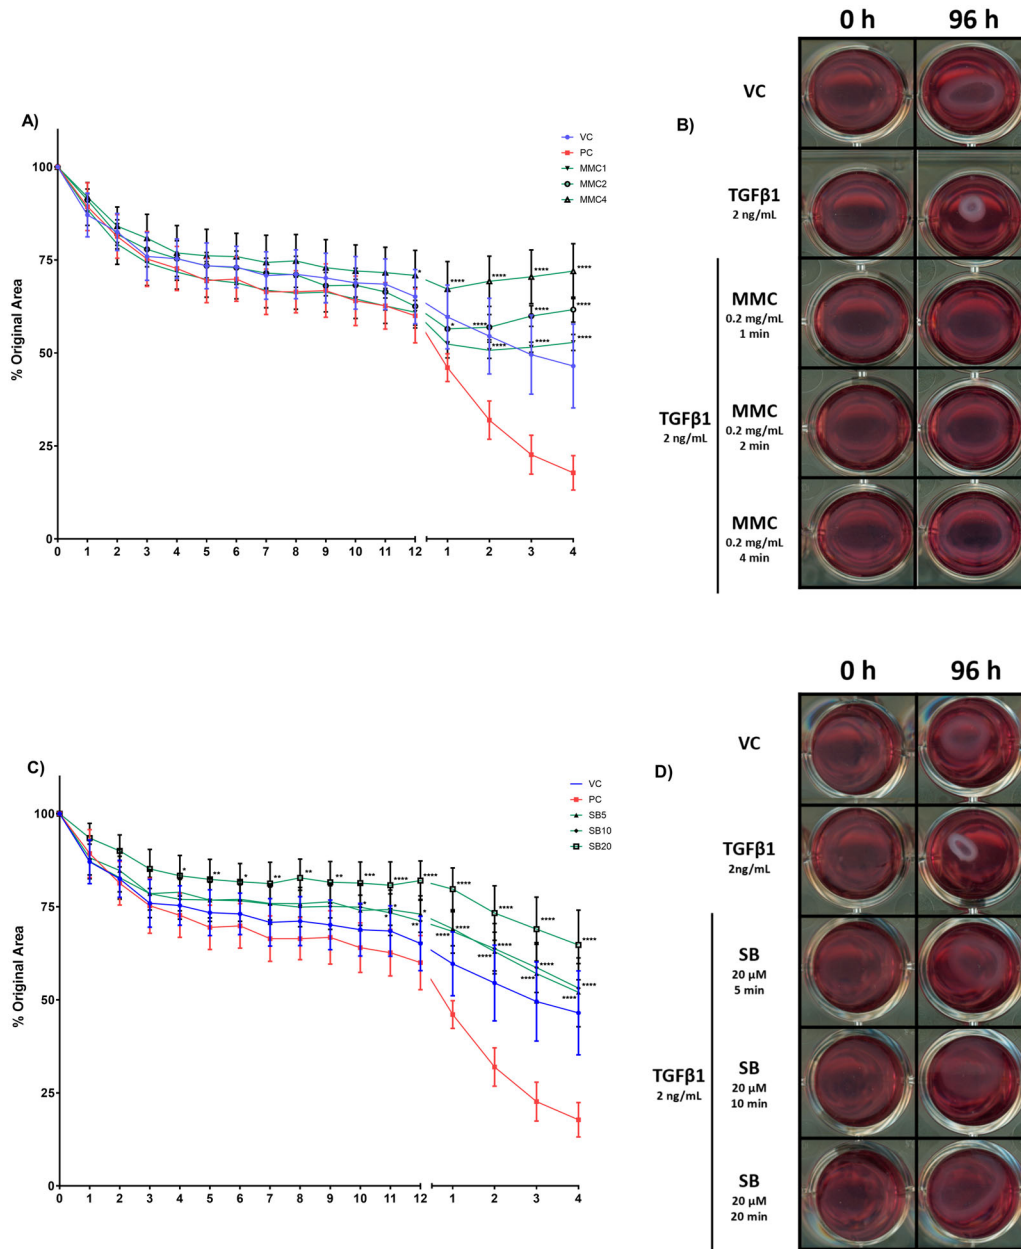 0 h 96 h
A)
VC
PC
MMC1
MMC2
MMC4
100
75
50
25
0
% Original Area
0 1 2 3 4 5 6 7 8 9 10 11 12 1 2 3 4
* **** **** **** ****
* **** **** ****
**** **** ****
B)
VC
TGFβ1
2 ng/mL
MMC
0.2 mg/mL
1 min
MMC
0.2 mg/mL
2 min
MMC
0.2 mg/mL
4 min
TGFβ1
2 ng/mL
0 h 96 h
C)
VC
PC
SB5
SB10
SB20
100
75
50
25
0
% Original Area
0 1 2 3 4 5 6 7 8 9 10 11 12 1 2 3 4
* ** * ** ** ** *** **** **** **** **** **** ****
* * * **** **** **** ****
* ** **** **** **** ****
D)
VC
TGFβ1
2ng/mL
SB
20 µM
5 min
SB
20 µM
10 min
SB
20 µM
20 min
TGFβ1
2 ng/mL